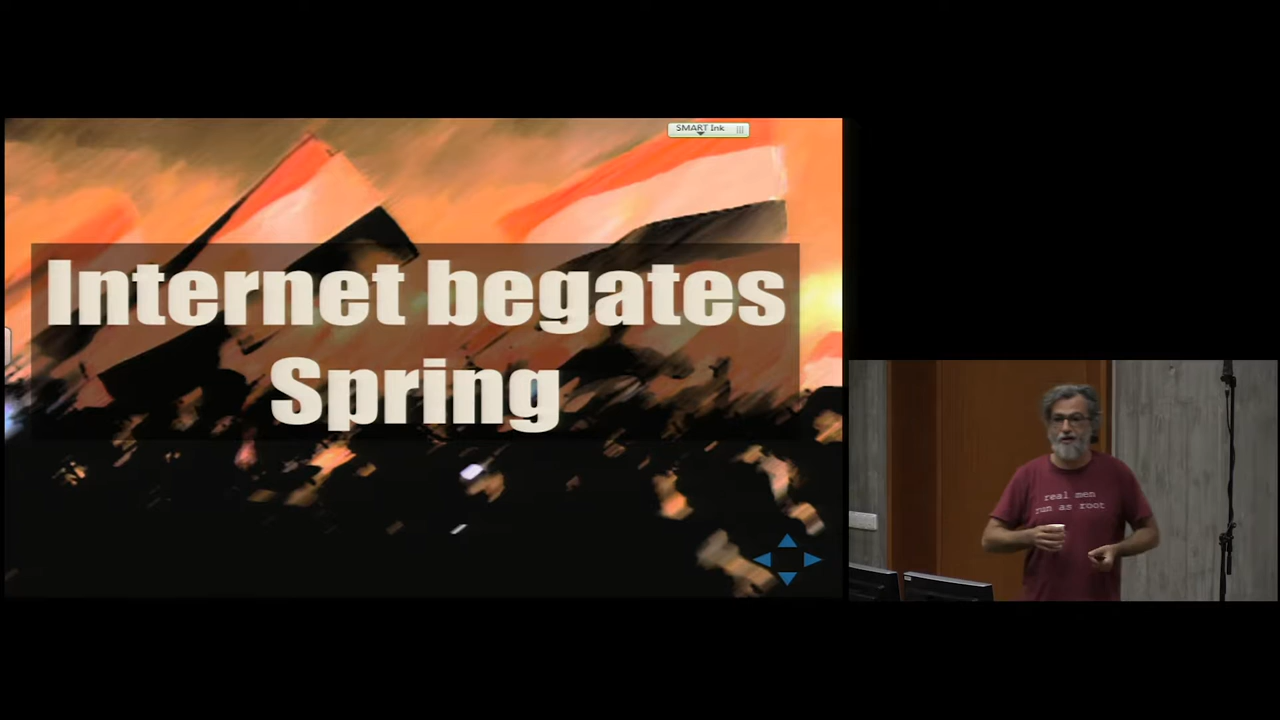 SMART Ink
Internet begates
Spring
real men
run as root